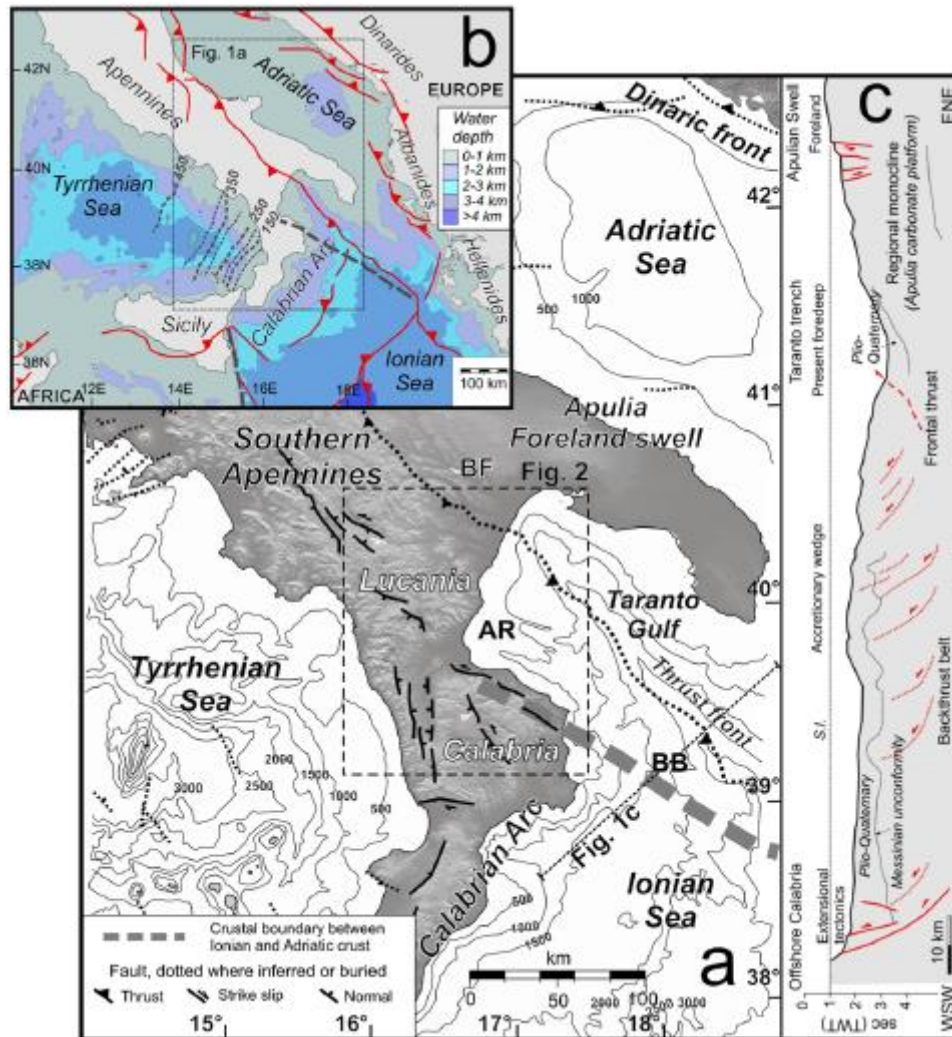 b
Fig. 1a
42N
40N
38N
36N
12E
14E
16E
18E
Apennines
Adriatic Sea
Dinarides
EUROPE
Albanides
Hellenides
Water
depth
0-1 km
1-2 km
2-3 km
3-4 km
>4 km
Tyrrhenian
Sea
450
350
250
150
Calabrian Arc
Sicily
Ionian
Sea
AFRICA
100 km
Dinaric front
42°
Adriatic
Sea
500
1000
41°
Apulia
Foreland swell
Southern
Apennines
BF
Fig. 2
Lucania
AR
Taranto
Gulf
40°
Tyrrhenian
Sea
Thrust front
Calabria
BB
39°
3000
2500
2000
1500
1000
500
Calabrian Arc
Fig. 1c
Ionian
Sea
500
1500
a
Crustal boundary between
Ionian and Adriatic crust
Fault, dotted where inferred or buried
Thrust
Strike slip
Normal
km
0
50
100
2000
3000
38°
15°
16°
17°
18°
c
ENE
Apulian Swell
Foreland
Regional monocline
(Apulia carbonate platform)
Taranto trench
Present foredeep
Plio-
Quaternary
Frontal thrust
Accretionary wedge
Backthrust belt
S.l.
Plio-Quaternary
Messinian unconformity
Offshore Calabria
Extensional
tectonics
0
1
2
3
4
sec (TWT)
10 km
WSW